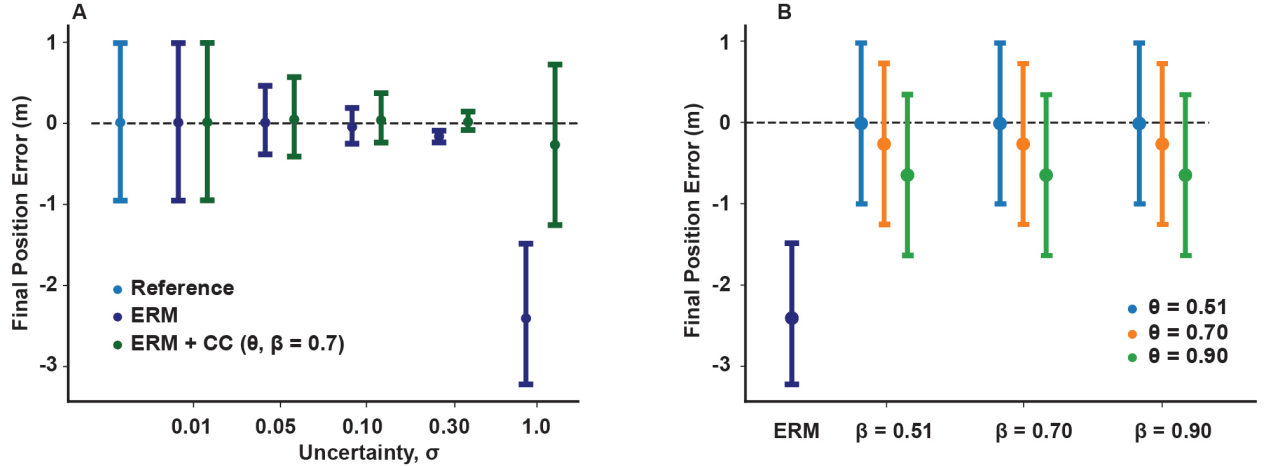 A
Final Position Error (m)
1
0
-1
-2
-3
Reference
ERM
ERM + CC (θ, β = 0.7)
0.01 0.05 0.10 0.30 1.0
Uncertainty, σ
B
Final Position Error (m)
1
0
-1
-2
-3
θ = 0.51
θ = 0.70
θ = 0.90
ERM β = 0.51 β = 0.70 β = 0.90